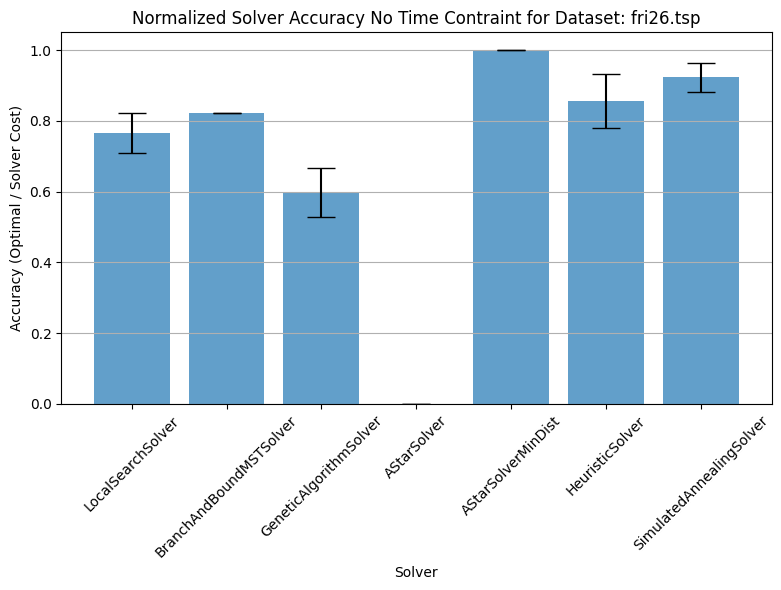 Normalized Solver Accuracy No Time Contraint for Dataset: fri26.tsp
Accuracy (Optimal / Solver Cost)
1.0
0.8
0.6
0.4
0.2
0.0
LocalSearchSolver
BranchAndBoundMSTSolver
GeneticAlgorithmSolver
AStarSolver
AStarSolverMinDist
HeuristicSolver
SimulatedAnnealingSolver
Solver